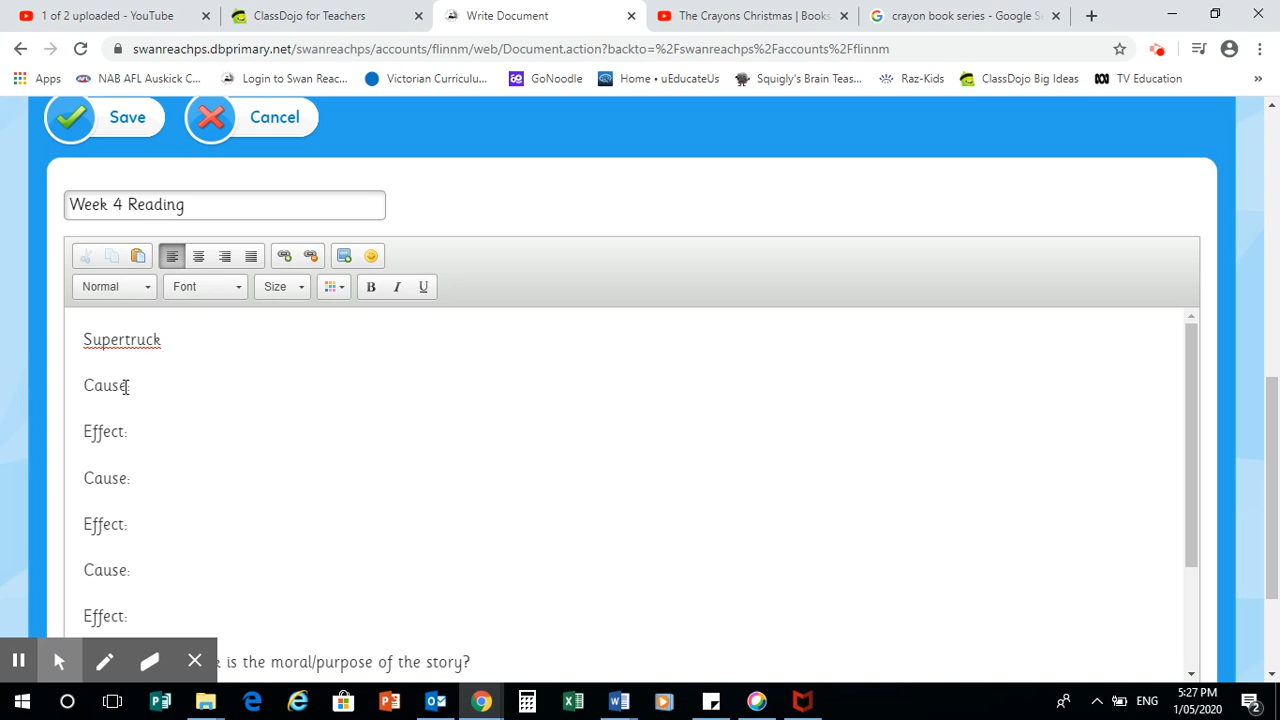 1 of 2 uploaded - YouTube
ClassDojo for Teachers
Write Document
The Crayons Christmas | Books
crayon book series - Google S
swanreachps.dbprimary.net/swanreachps/accounts/flinnm/web/Document.action?backto=%2Fswanreachps%2Faccounts%2Fflinnm
Apps
NAB AFL Auskick C...
Login to Swan Reac...
Victorian Curriculu...
GoNoodle
Home • uEducateUs
Squigly's Brain Teas...
Raz-Kids
ClassDojo Big Ideas
TV Education
»
Save
Cancel
Week 4 Reading
Normal
Font
Size
B
I
U
Supertruck
Cause:
Effect:
Cause:
Effect:
Cause:
Effect:
is the moral/purpose of the story?
ENG
5:27 PM
1/05/2020
2